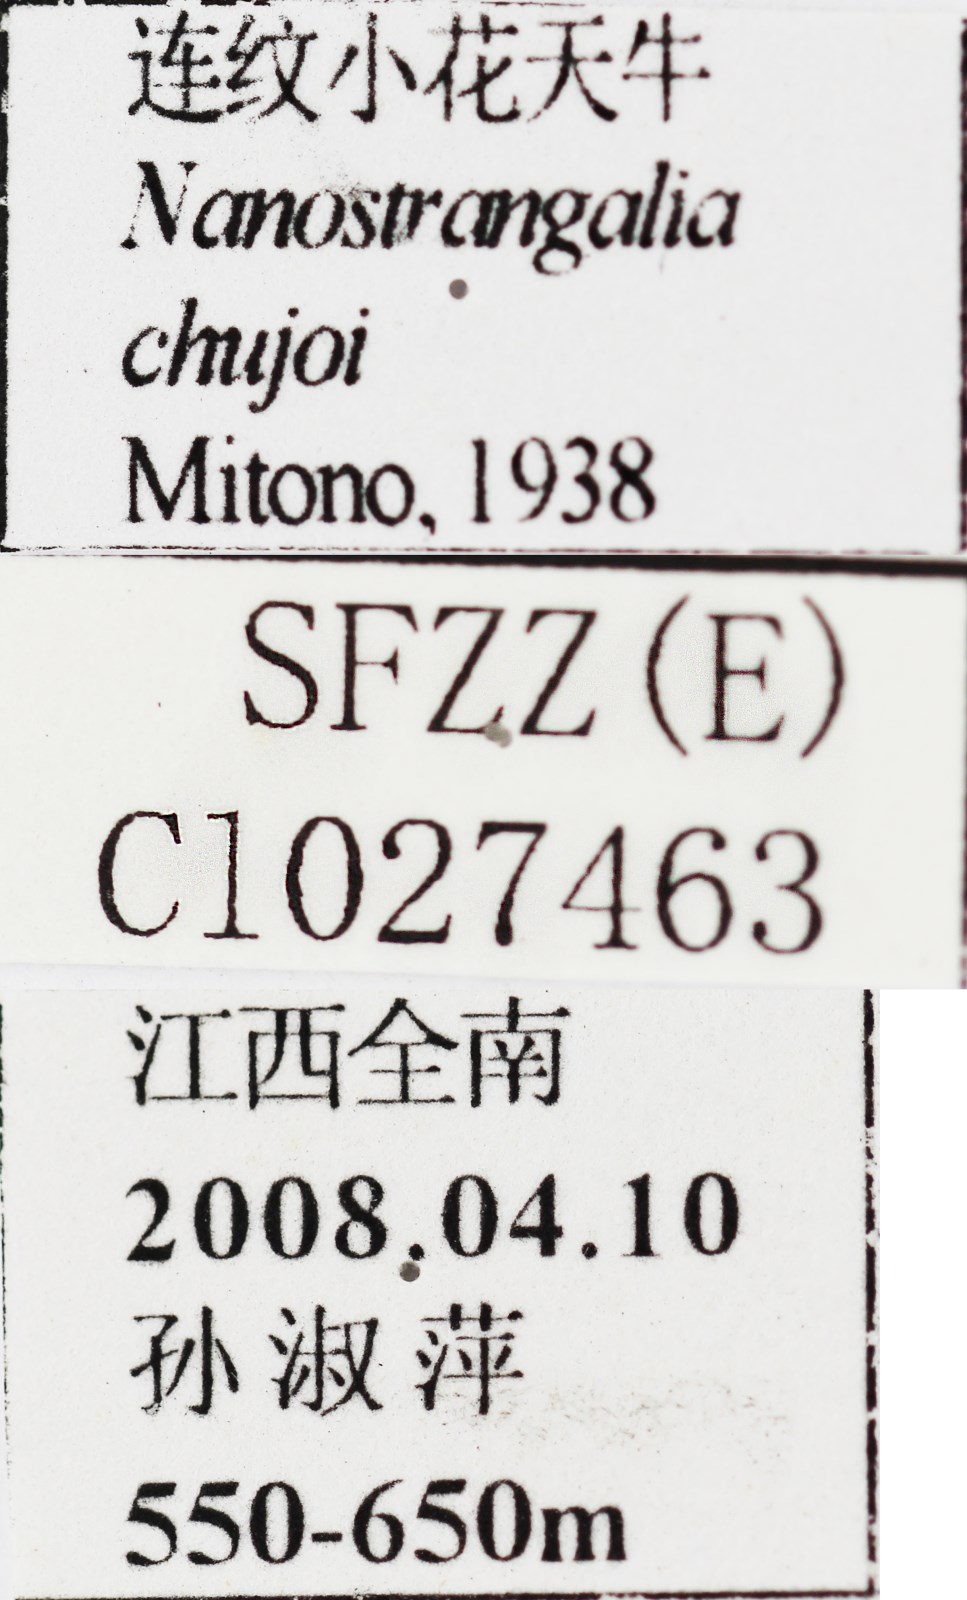 连纹小花天牛
Nanostrangalia
chujoi
Mitono, 1938
SFZZ(E)
C1027463
江西全南
2008.04.10
孙淑萍
550-650m